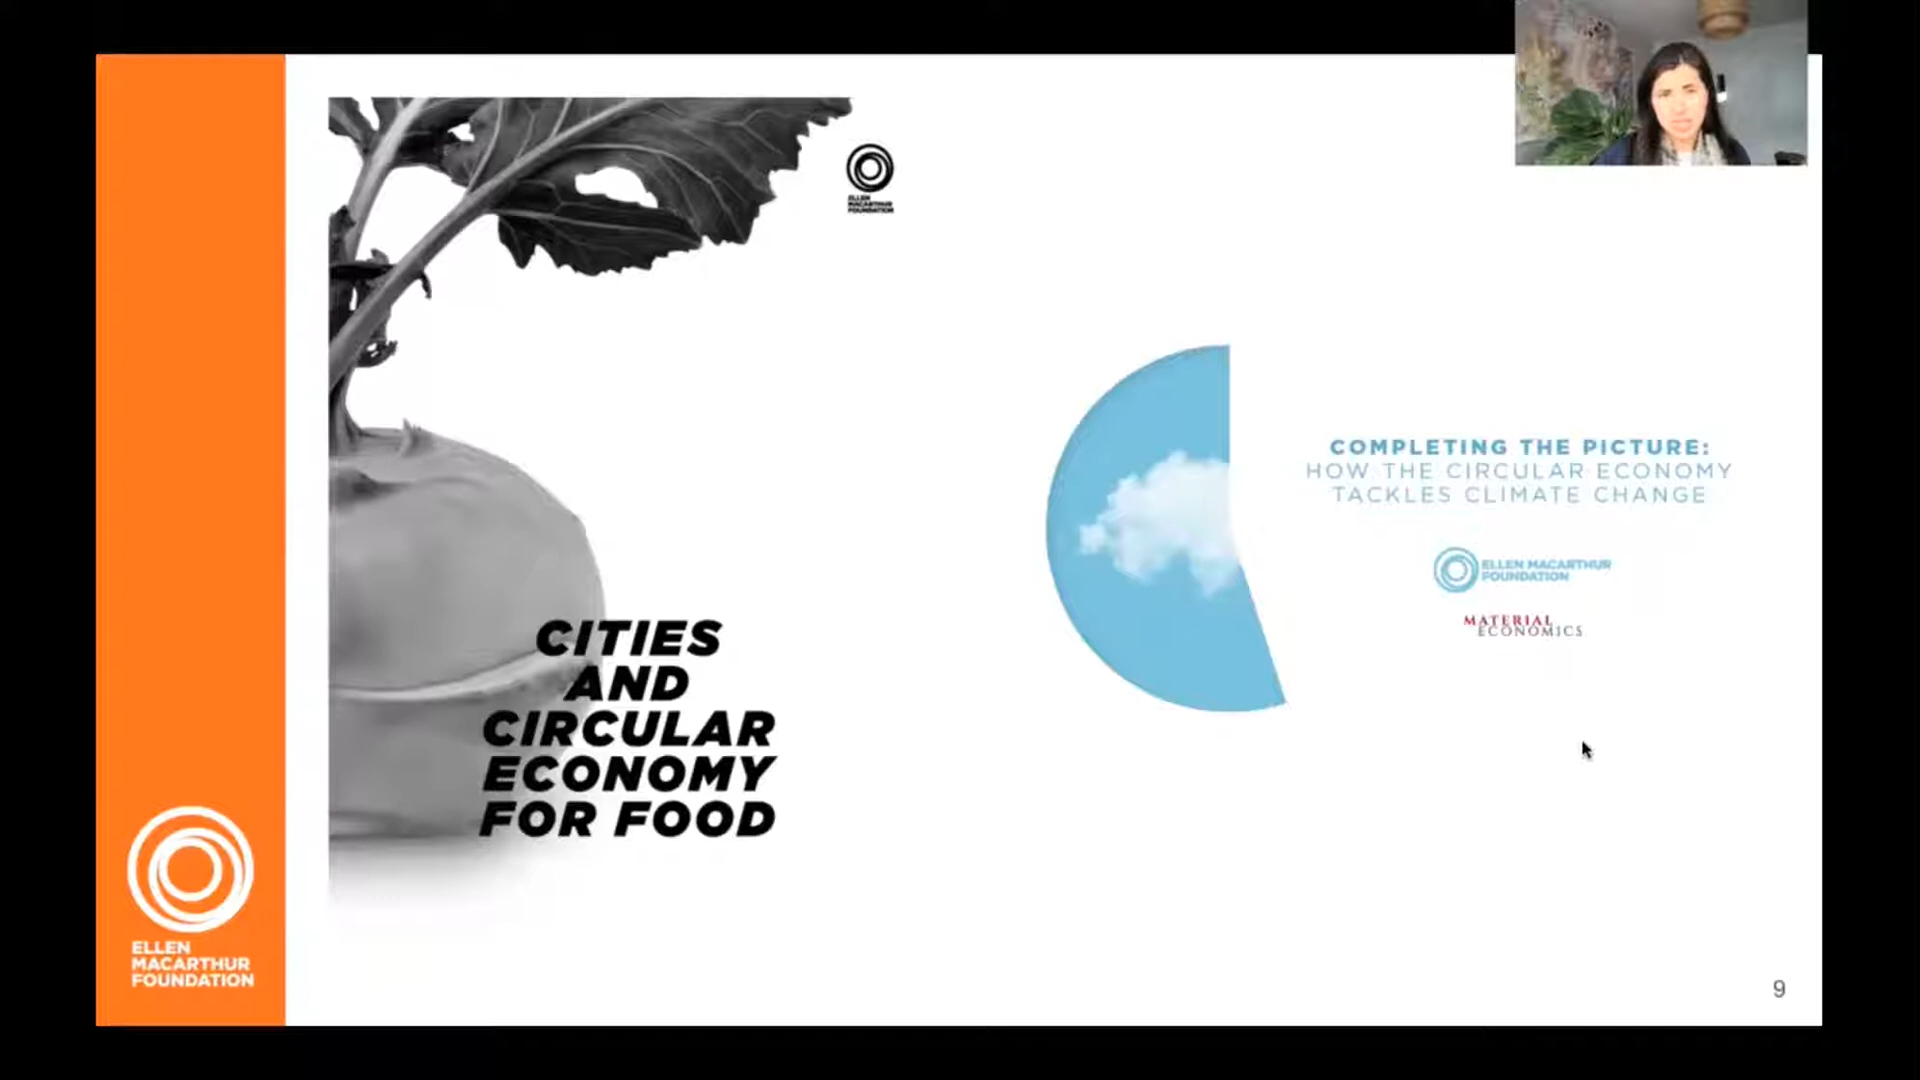 ELLEN
MACARTHUR
FOUNDATION
CITIES
AND
CIRCULAR
ECONOMY
FOR FOOD
COMPLETING THE PICTURE:
HOW THE CIRCULAR ECONOMY
TACKLES CLIMATE CHANGE
ELLEN MACARTHUR
FOUNDATION
MATERIAL
ECONOMICS
ELLEN
MACARTHUR
FOUNDATION
9